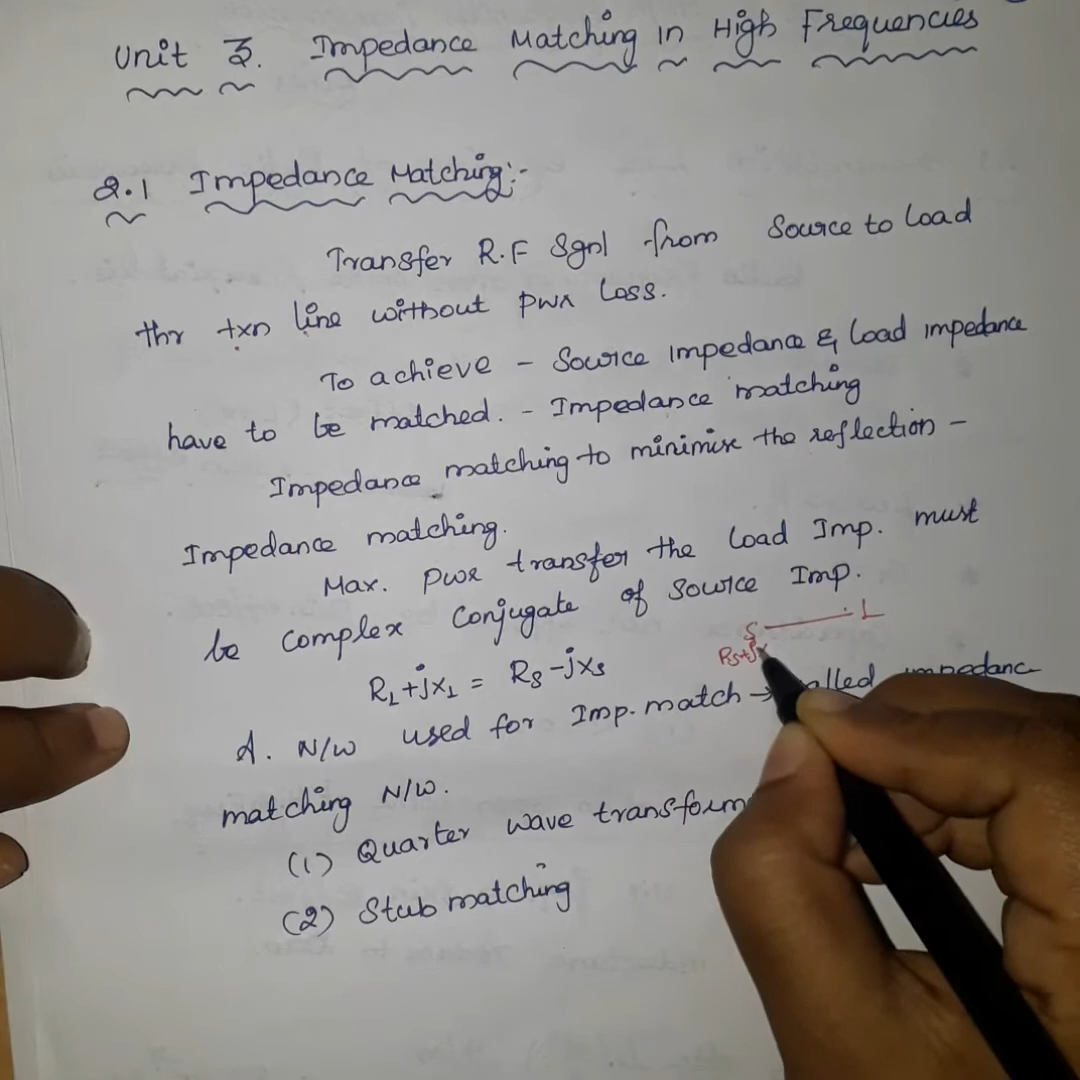 Unit 3. Impedance Matching in High Frequencies
2.1 Impedance Matching:-
Transfer R.F Sgnl from Source to load
thr txn line without pwr loss.
To achieve - Source impedance & load impedance
have to be matched. - Impedance matching
Impedance matching to minimize the reflection -
Impedance matching.
Max. pwr transfer the load Imp. must
be complex conjugate of source Imp.
S L
RL+jXL = Rs-jXs
A. N/W used for Imp. match → called impedanc
matching N/W.
(1) Quarter wave transform
(2) Stub matching